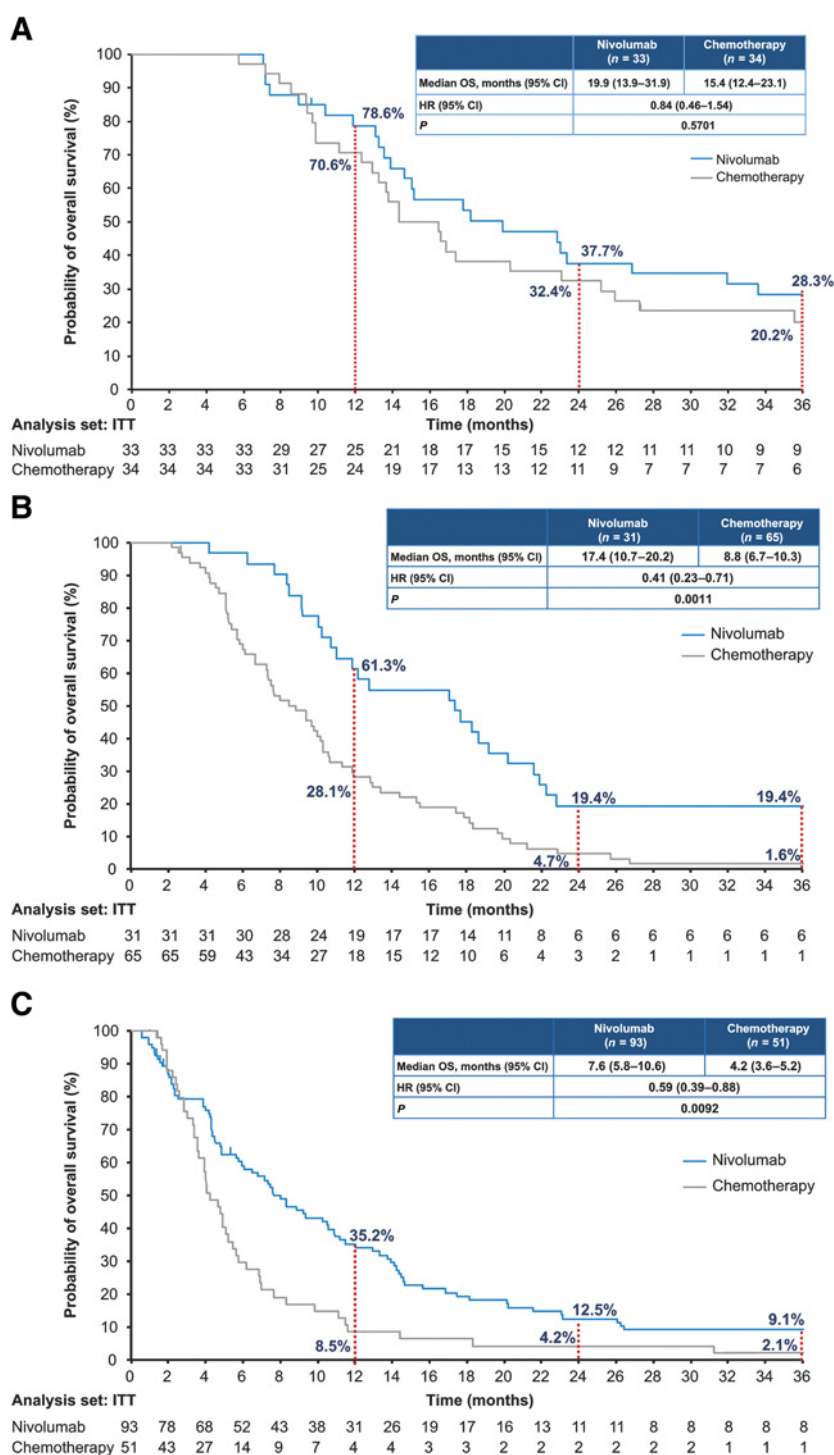 A
Nivolumab (n = 33) Chemotherapy (n = 34)
Median OS, months (95% CI) 19.9 (13.9–31.9) 15.4 (12.4–23.1)
HR (95% CI) 0.84 (0.46–1.54)
P 0.5701
Nivolumab
Chemotherapy
Probability of overall survival (%)
100
90
80
70
60
50
40
30
20
10
0
78.6%
70.6%
37.7%
32.4%
28.3%
20.2%
0 2 4 6 8 10 12 14 16 18 20 22 24 26 28 30 32 34 36
Analysis set: ITT Time (months)
Nivolumab 33 33 33 33 29 27 25 21 18 17 15 15 12 12 11 11 10 9 9
Chemotherapy 34 34 34 33 31 25 24 19 17 13 13 12 11 9 7 7 7 7 6
B
Nivolumab (n = 31) Chemotherapy (n = 65)
Median OS, months (95% CI) 17.4 (10.7–20.2) 8.8 (6.7–10.3)
HR (95% CI) 0.41 (0.23–0.71)
P 0.0011
Nivolumab
Chemotherapy
Probability of overall survival (%)
100
90
80
70
60
50
40
30
20
10
0
61.3%
28.1%
19.4%
4.7%
19.4%
1.6%
0 2 4 6 8 10 12 14 16 18 20 22 24 26 28 30 32 34 36
Analysis set: ITT Time (months)
Nivolumab 31 31 31 30 28 24 19 17 17 14 11 8 6 6 6 6 6 6 6
Chemotherapy 65 65 59 43 34 27 18 15 12 10 6 4 3 2 1 1 1 1 1
C
Nivolumab (n = 93) Chemotherapy (n = 51)
Median OS, months (95% CI) 7.6 (5.8–10.6) 4.2 (3.6–5.2)
HR (95% CI) 0.59 (0.39–0.88)
P 0.0092
Nivolumab
Chemotherapy
Probability of overall survival (%)
100
90
80
70
60
50
40
30
20
10
0
35.2%
8.5%
12.5%
4.2%
9.1%
2.1%
0 2 4 6 8 10 12 14 16 18 20 22 24 26 28 30 32 34 36
Analysis set: ITT Time (months)
Nivolumab 93 78 68 52 43 38 31 26 19 17 16 13 11 11 8 8 8 8 8
Chemotherapy 51 43 27 14 9 7 4 4 3 3 2 2 2 2 2 2 1 1 1